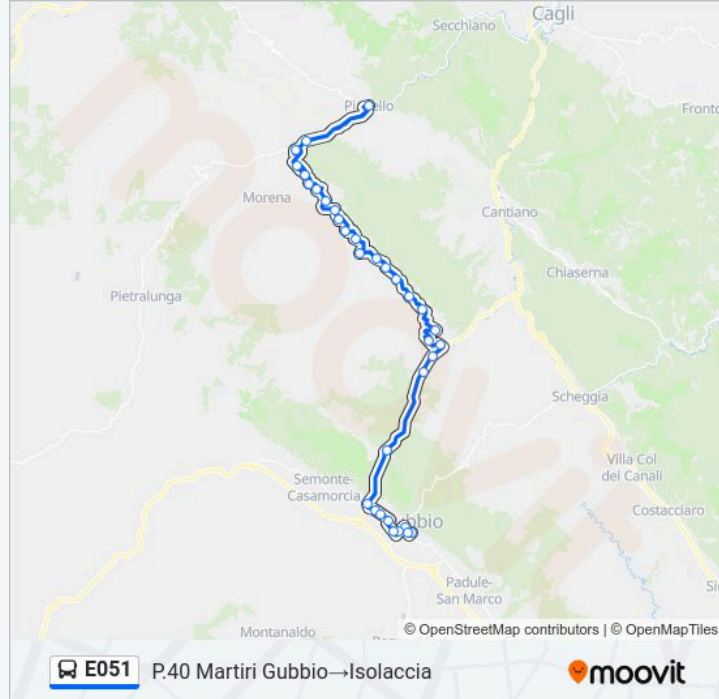 Cagli
Secchiano
Morena
Cantiano
Chiaserna
Pietralunga
Scheggia
Villa Col
dei Canali
Semonte-
Casamorcia
Costacciaro
Padule-
San Marco
Montanaldo
moovit
© OpenStreetMap contributors | © OpenMapTiles
E051 P.40 Martiri Gubbio→Isolaccia moovit